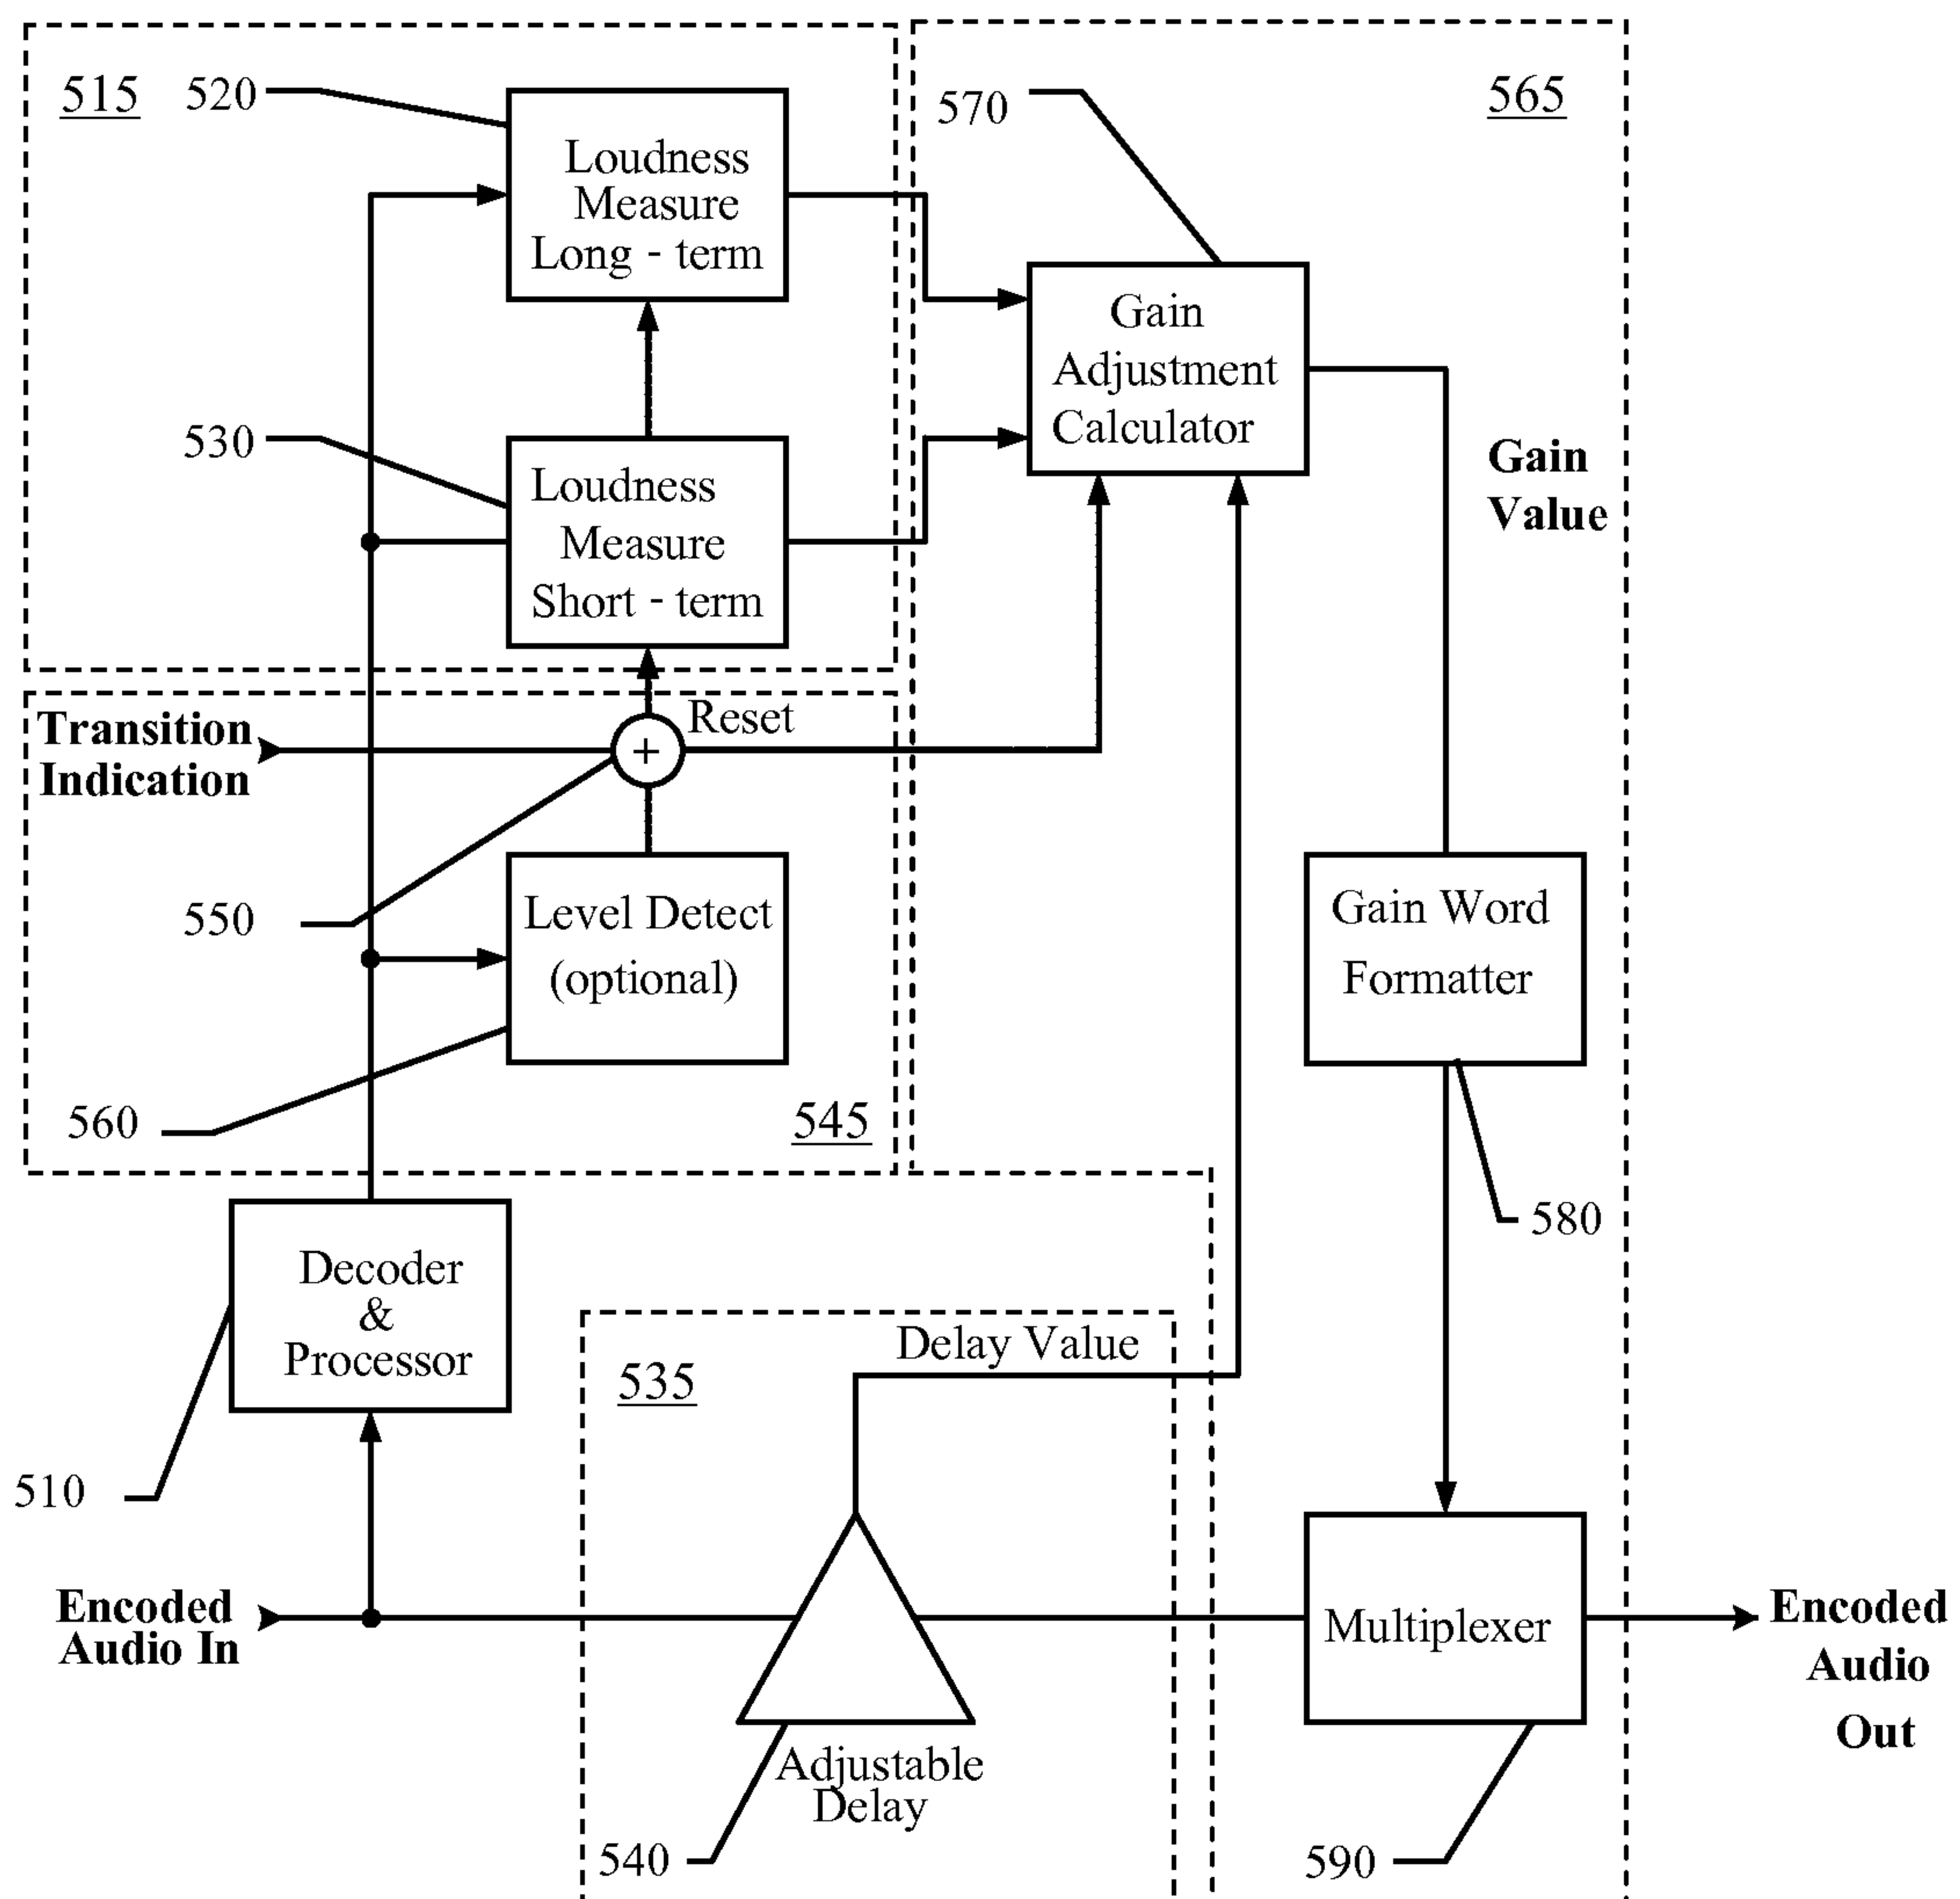 515
520
Loudness
Measure
Long - term
570
565
Gain
Adjustment
Calculator
530
Loudness
Measure
Short - term
Gain
Value
Transition
Indication
Reset
+
550
Level Detect
(optional)
560
545
Gain Word
Formatter
580
Decoder
&
Processor
510
535
Delay Value
Encoded
Audio In
Adjustable
Delay
540
Multiplexer
590
Encoded
Audio
Out